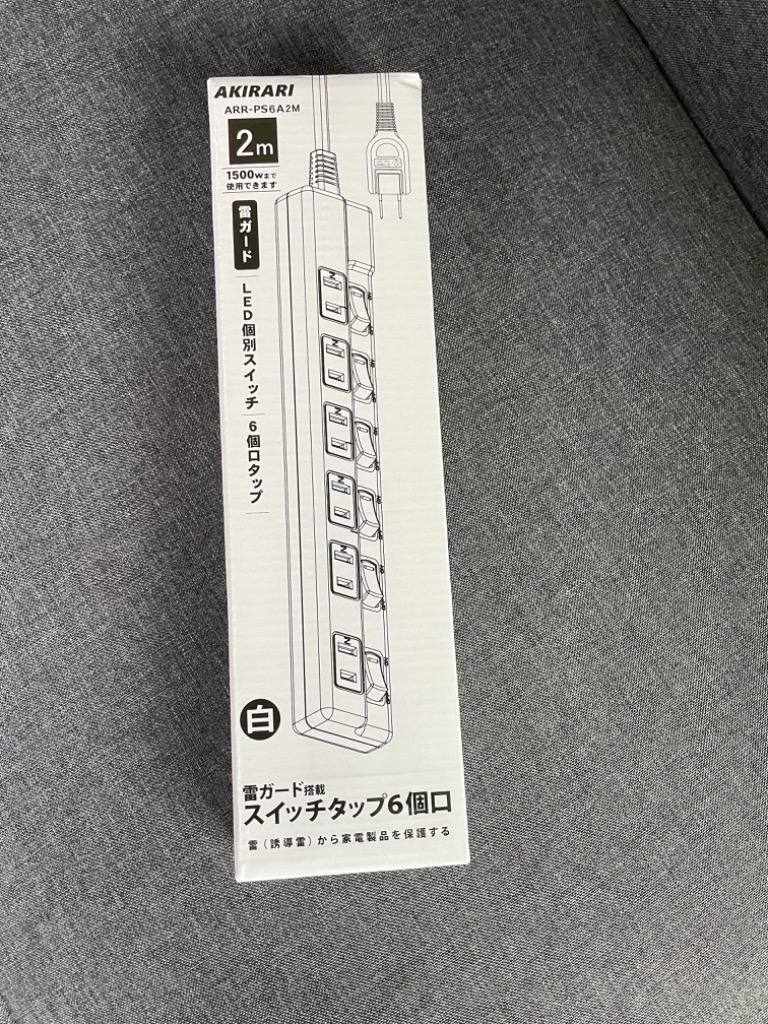 AKIRARI
ARR-PS6A2M
2m
1500wまで
使用できます
雷ガード
LED個別スイッチ
6個口タップ
白
雷ガード搭載
スイッチタップ6個口
雷(誘導雷)から家電製品を保護する